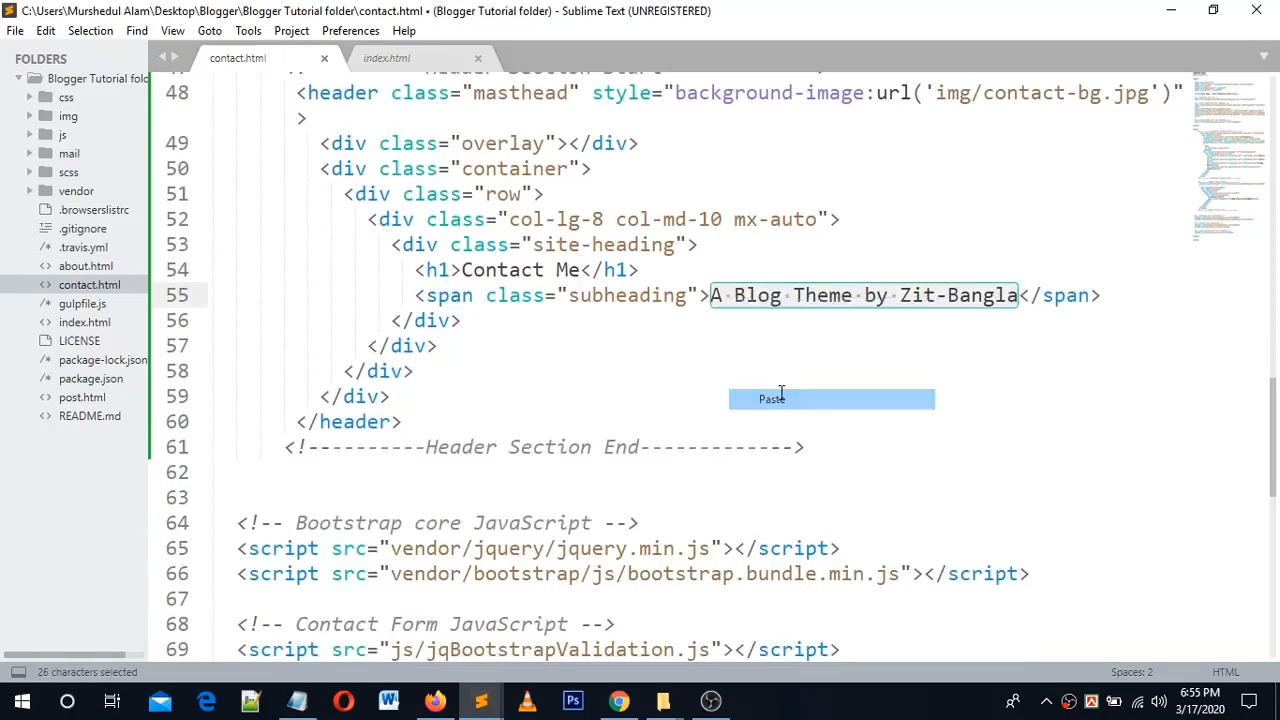 C:\Users\Murshedul Alam\Desktop\Blogger\Blogger Tutorial folder\contact.html • (Blogger Tutorial folder) - Sublime Text (UNREGISTERED)
File Edit Selection Find View Goto Tools Project Preferences Help
FOLDERS
Blogger Tutorial fold
css
img
js
mail
scss
vendor
.browserslistrc
.gitignore
.travis.yml
about.html
contact.html
gulpfile.js
index.html
LICENSE
package-lock.json
package.json
post.html
README.md
contact.html
index.html
48 <header class="masthead" style="background-image:url('img/contact-bg.jpg')"
>
49 <div class="overlay"></div>
50 <div class="container">
51 <div class="row">
52 <div class="col-lg-8 col-md-10 mx-auto">
53 <div class="site-heading">
54 <h1>Contact Me</h1>
55 <span class="subheading">A Blog Theme by Zit-Bangla</span>
56 </div>
57 </div>
58 </div>
59 </div>
Paste
60 </header>
61 <!----------Header Section End------------->
62
63
64 <!-- Bootstrap core JavaScript -->
65 <script src="vendor/jquery/jquery.min.js"></script>
66 <script src="vendor/bootstrap/js/bootstrap.bundle.min.js"></script>
67
68 <!-- Contact Form JavaScript -->
69 <script src="js/jqBootstrapValidation.js"></script>
26 characters selected
Spaces: 2
HTML
6:55 PM
3/17/2020